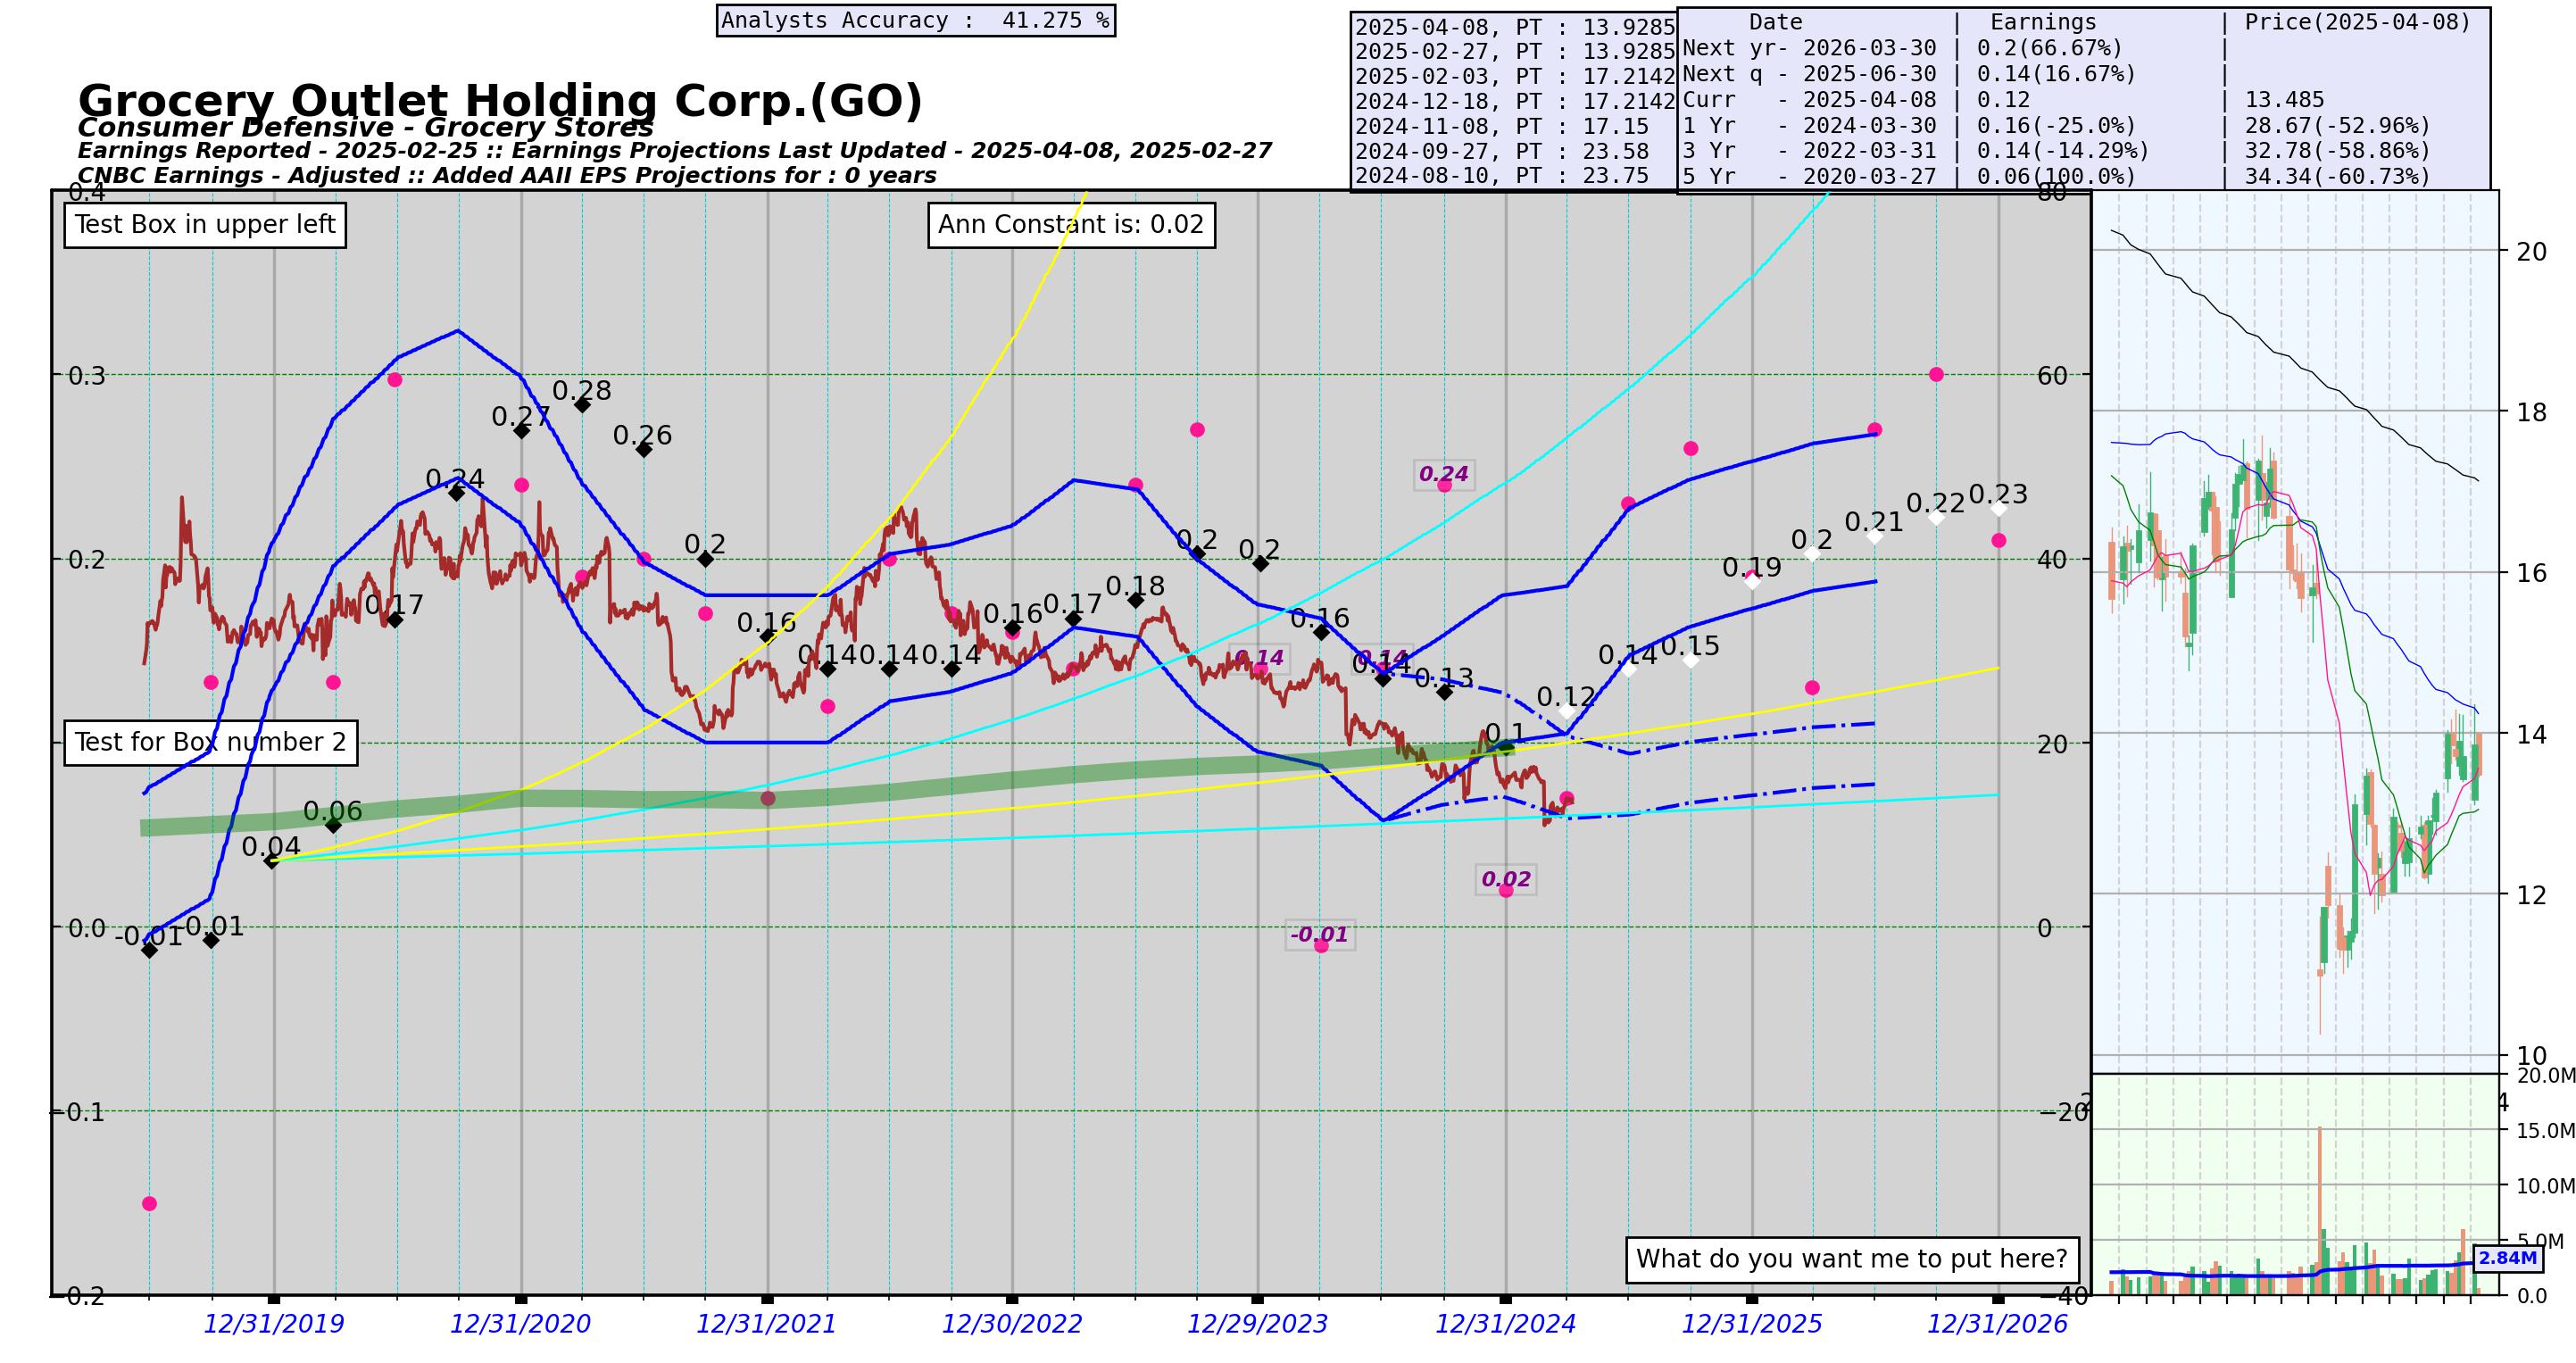 Analysts Accuracy :  41.275 %
2025-04-08, PT : 13.9285
2025-02-27, PT : 13.9285
2025-02-03, PT : 17.2142
2024-12-18, PT : 17.2142
2024-11-08, PT : 17.15
2024-09-27, PT : 23.58
2024-08-10, PT : 23.75
Date | Earnings | Price(2025-04-08)
Next yr- 2026-03-30 | 0.2(66.67%) |
Next q - 2025-06-30 | 0.14(16.67%) |
Curr   - 2025-04-08 | 0.12 | 13.485
1 Yr   - 2024-03-30 | 0.16(-25.0%) | 28.67(-52.96%)
3 Yr   - 2022-03-31 | 0.14(-14.29%) | 32.78(-58.86%)
5 Yr   - 2020-03-27 | 0.06(100.0%) | 34.34(-60.73%)
Grocery Outlet Holding Corp.(GO)
Consumer Defensive - Grocery Stores
Earnings Reported - 2025-02-25 :: Earnings Projections Last Updated - 2025-04-08, 2025-02-27
CNBC Earnings - Adjusted :: Added AAII EPS Projections for : 0 years
Test Box in upper left
Ann Constant is: 0.02
Test for Box number 2
What do you want me to put here?
0.4
0.3
0.2
0.0
−0.1
−0.2
80
60
40
20
0
−20
−40
-0.01
-0.01
0.04
0.06
0.17
0.24
0.27
0.28
0.26
0.2
0.16
0.14
0.14
0.14
0.16
0.17
0.18
0.2
0.2
0.16
0.14
0.13
0.1
0.12
0.14
0.15
0.19
0.2
0.21
0.22
0.23
0.14
-0.01
0.14
0.24
0.02
20
18
16
14
12
10
20.0M
15.0M
10.0M
5.0M
0.0
2.84M
12/31/2019
12/31/2020
12/31/2021
12/30/2022
12/29/2023
12/31/2024
12/31/2025
12/31/2026